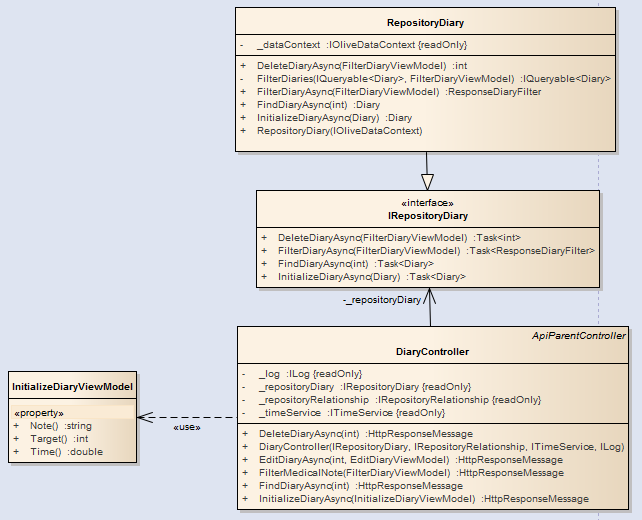 RepositoryDiary
- _dataContext :IOliveDataContext {readOnly}
+ DeleteDiaryAsync(FilterDiaryViewModel) :int
- FilterDiaries(IQueryable<Diary>, FilterDiaryViewModel) :IQueryable<Diary>
+ FilterDiaryAsync(FilterDiaryViewModel) :ResponseDiaryFilter
+ FindDiaryAsync(int) :Diary
+ InitializeDiaryAsync(Diary) :Diary
+ RepositoryDiary(IOliveDataContext)
«interface»
IRepositoryDiary
+ DeleteDiaryAsync(FilterDiaryViewModel) :Task<int>
+ FilterDiaryAsync(FilterDiaryViewModel) :Task<ResponseDiaryFilter>
+ FindDiaryAsync(int) :Task<Diary>
+ InitializeDiaryAsync(Diary) :Task<Diary>
-_repositoryDiary
ApiParentController
DiaryController
- _log :ILog {readOnly}
- _repositoryDiary :IRepositoryDiary {readOnly}
- _repositoryRelationship :IRepositoryRelationship {readOnly}
- _timeService :ITimeService {readOnly}
+ DeleteDiaryAsync(int) :HttpResponseMessage
+ DiaryController(IRepositoryDiary, IRepositoryRelationship, ITimeService, ILog)
+ EditDiaryAsync(int, EditDiaryViewModel) :HttpResponseMessage
+ FilterMedicalNote(FilterDiaryViewModel) :HttpResponseMessage
+ FindDiaryAsync(int) :HttpResponseMessage
+ InitializeDiaryAsync(InitializeDiaryViewModel) :HttpResponseMessage
«use»
InitializeDiaryViewModel
«property»
+ Note() :string
+ Target() :int
+ Time() :double